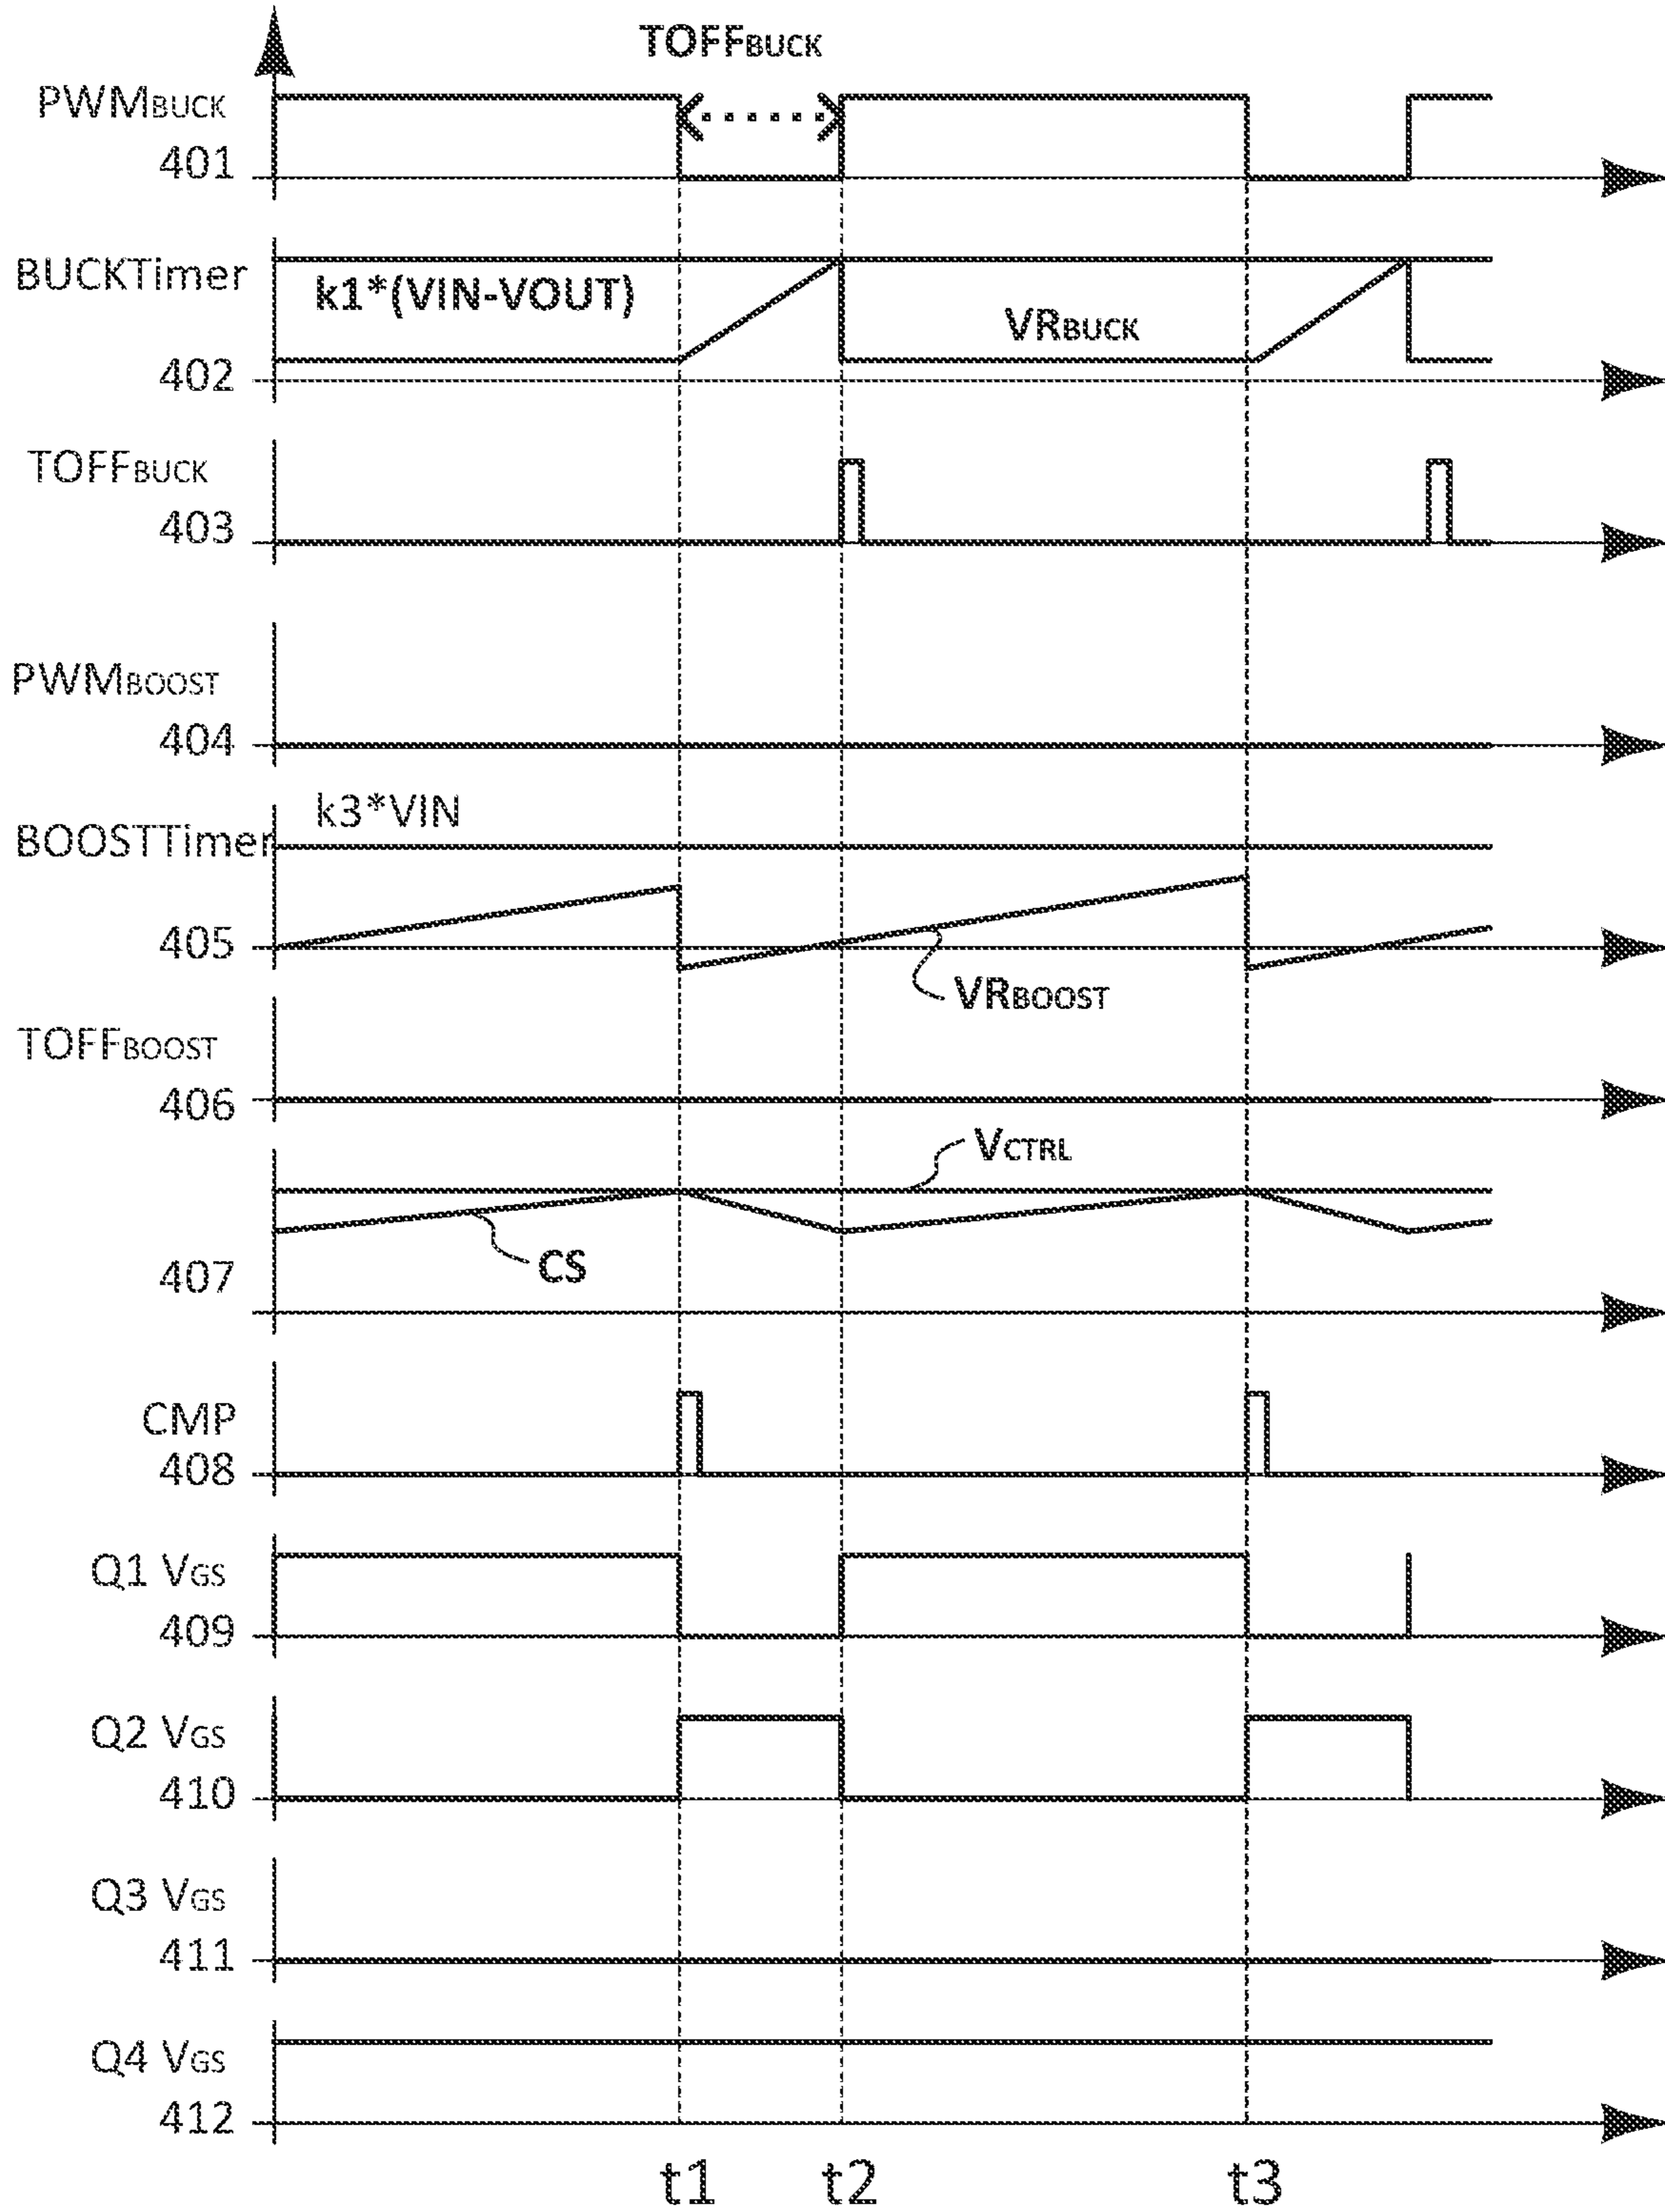 TOFFBUCK
PWMBUCK
401
BUCKTimer
k1*(VIN-VOUT)
VRBUCK
402
TOFFBUCK
403
PWMBOOST
404
k3*VIN
BOOSTTimer
405
VRBOOST
TOFFBOOST
406
VCTRL
CS
407
CMP
408
Q1 VGS
409
Q2 VGS
410
Q3 VGS
411
Q4 VGS
412
t1 t2 t3